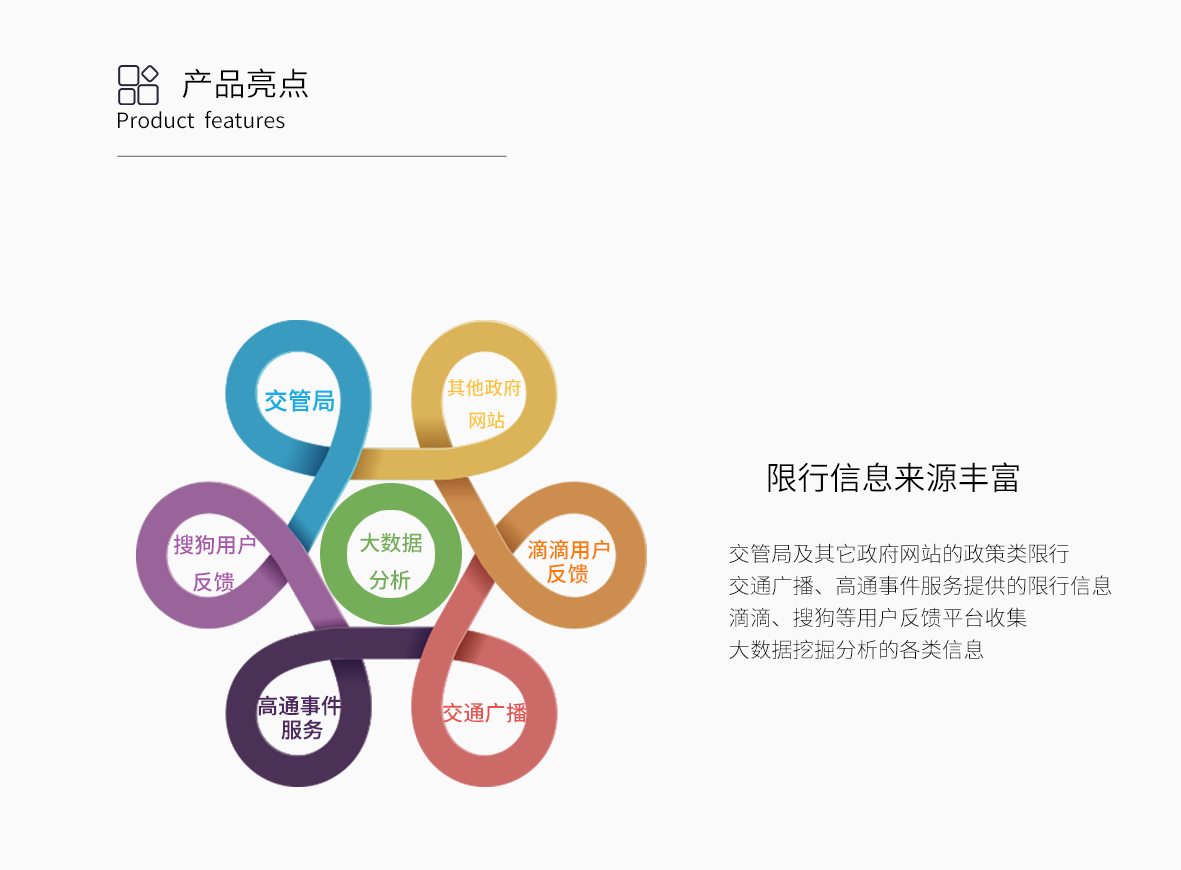 产品亮点
Product features
交管局
其他政府
网站
搜狗用户
反馈
大数据
分析
滴滴用户
反馈
高通事件
服务
交通广播
限行信息来源丰富
交管局及其它政府网站的政策类限行
交通广播、高通事件服务提供的限行信息
滴滴、搜狗等用户反馈平台收集
大数据挖掘分析的各类信息